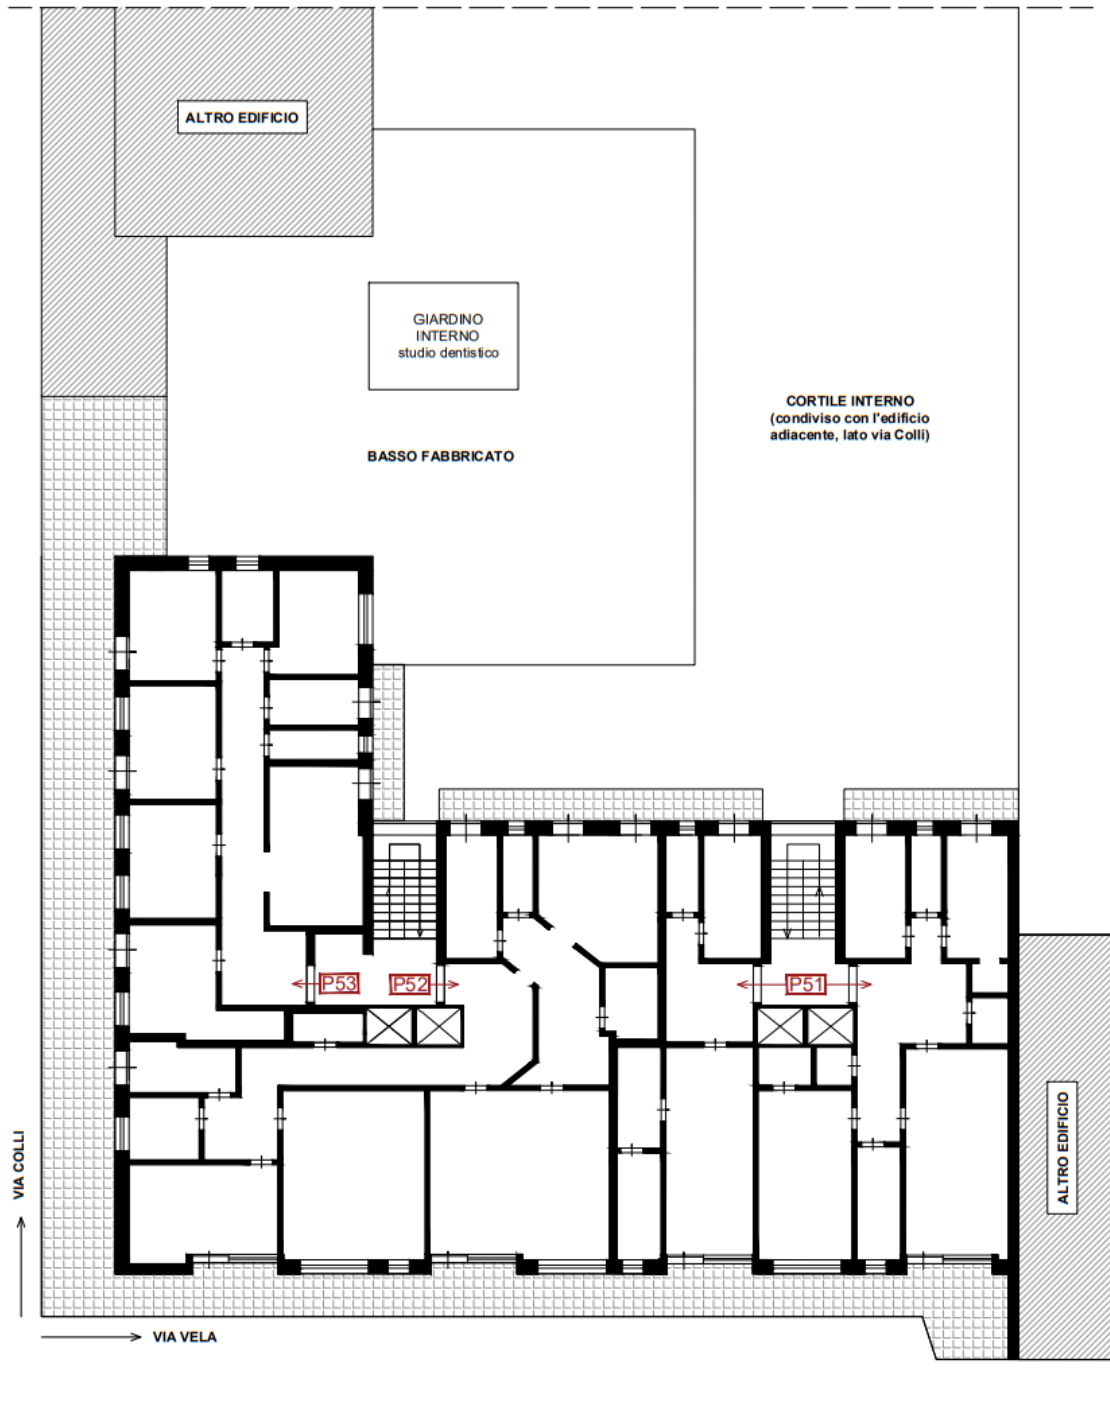 ALTRO EDIFICIO
GIARDINO
INTERNO
studio dentistico
CORTILE INTERNO
(condiviso con l'edificio
adiacente, lato via Colli)
BASSO FABBRICATO
P53
P52
P51
ALTRO EDIFICIO
VIA COLLI
VIA VELA